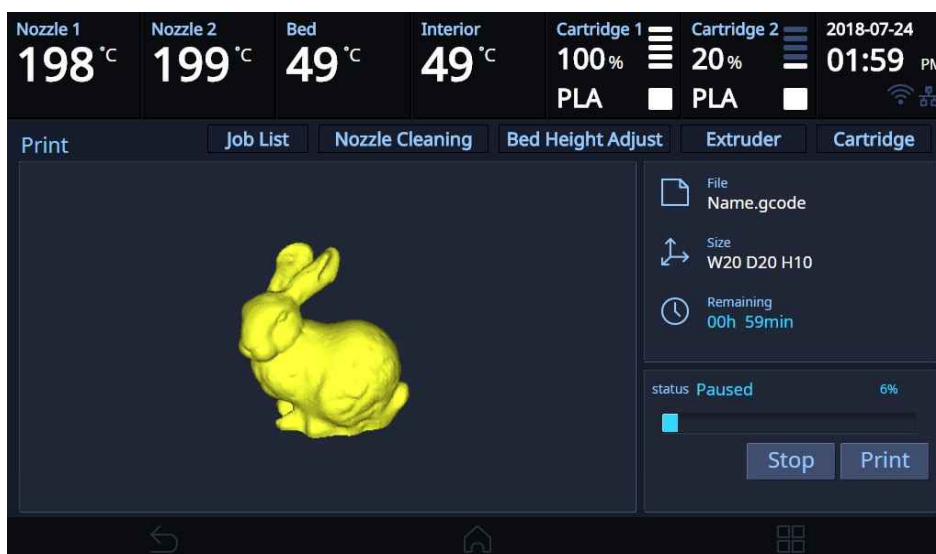 Nozzle 1 Nozzle 2 Bed Interior Cartridge 1 Cartridge 2 2018-07-24
198 °C 199 °C 49 °C 49 °C 100 % 20 % 01:59 PM
PLA PLA
Print Job List Nozzle Cleaning Bed Height Adjust Extruder Cartridge
File
Name.gcode
Size
W20 D20 H10
Remaining
00h 59min
status Paused 6%
Stop Print